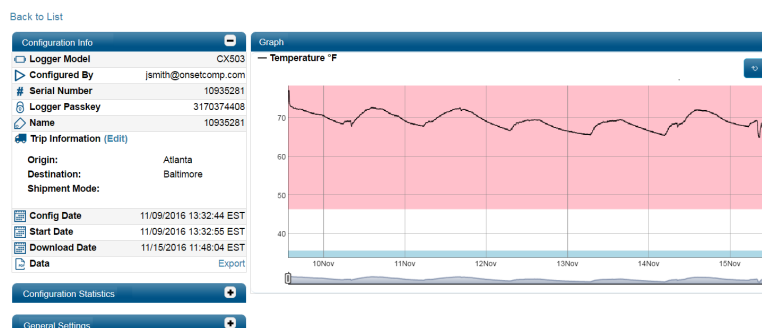 Back to List
Configuration Info
Logger Model CX503
Configured By jsmith@onsetcomp.com
# Serial Number 10935281
Logger Passkey 3170374408
Name 10935281
Trip Information (Edit)
Origin: Atlanta
Destination: Baltimore
Shipment Mode:
Config Date 11/09/2016 13:32:44 EST
Start Date 11/09/2016 13:32:55 EST
Download Date 11/15/2016 11:48:04 EST
Data Export
Configuration Statistics
General Settings
Graph
Temperature °F
70
60
50
40
10Nov 11Nov 12Nov 13Nov 14Nov 15Nov